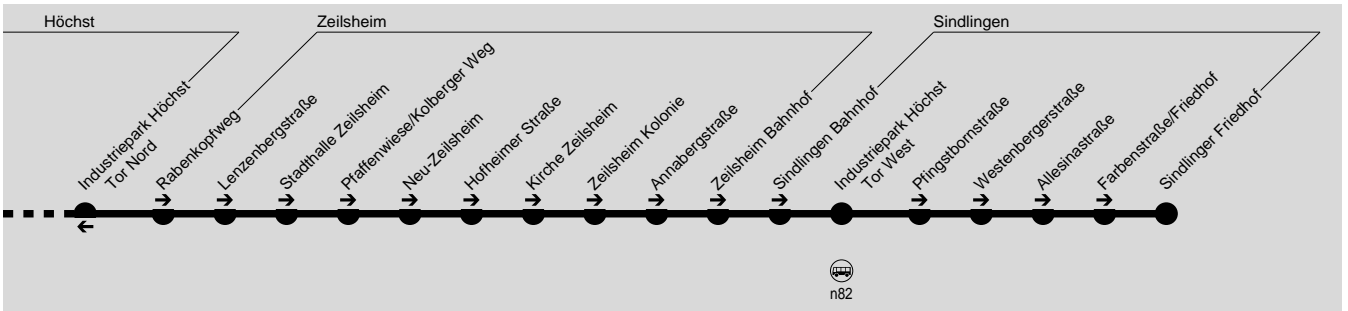 Höchst
Zeilsheim
Sindlingen
Industriepark Höchst
Tor Nord
Rabenkopfweg
Lenzenbergstraße
Stadthalle Zeilsheim
Pfaffenwiese/Kolberger Weg
Neu-Zeilsheim
Hofheimer Straße
Kirche Zeilsheim
Zeilsheim Kolonie
Annabergstraße
Zeilsheim Bahnhof
Sindlingen Bahnhof
Industriepark Höchst
Tor West
Pfingstbornstraße
Westenbergerstraße
Allesinastraße
Farbenstraße/Friedhof
Sindlinger Friedhof
n82